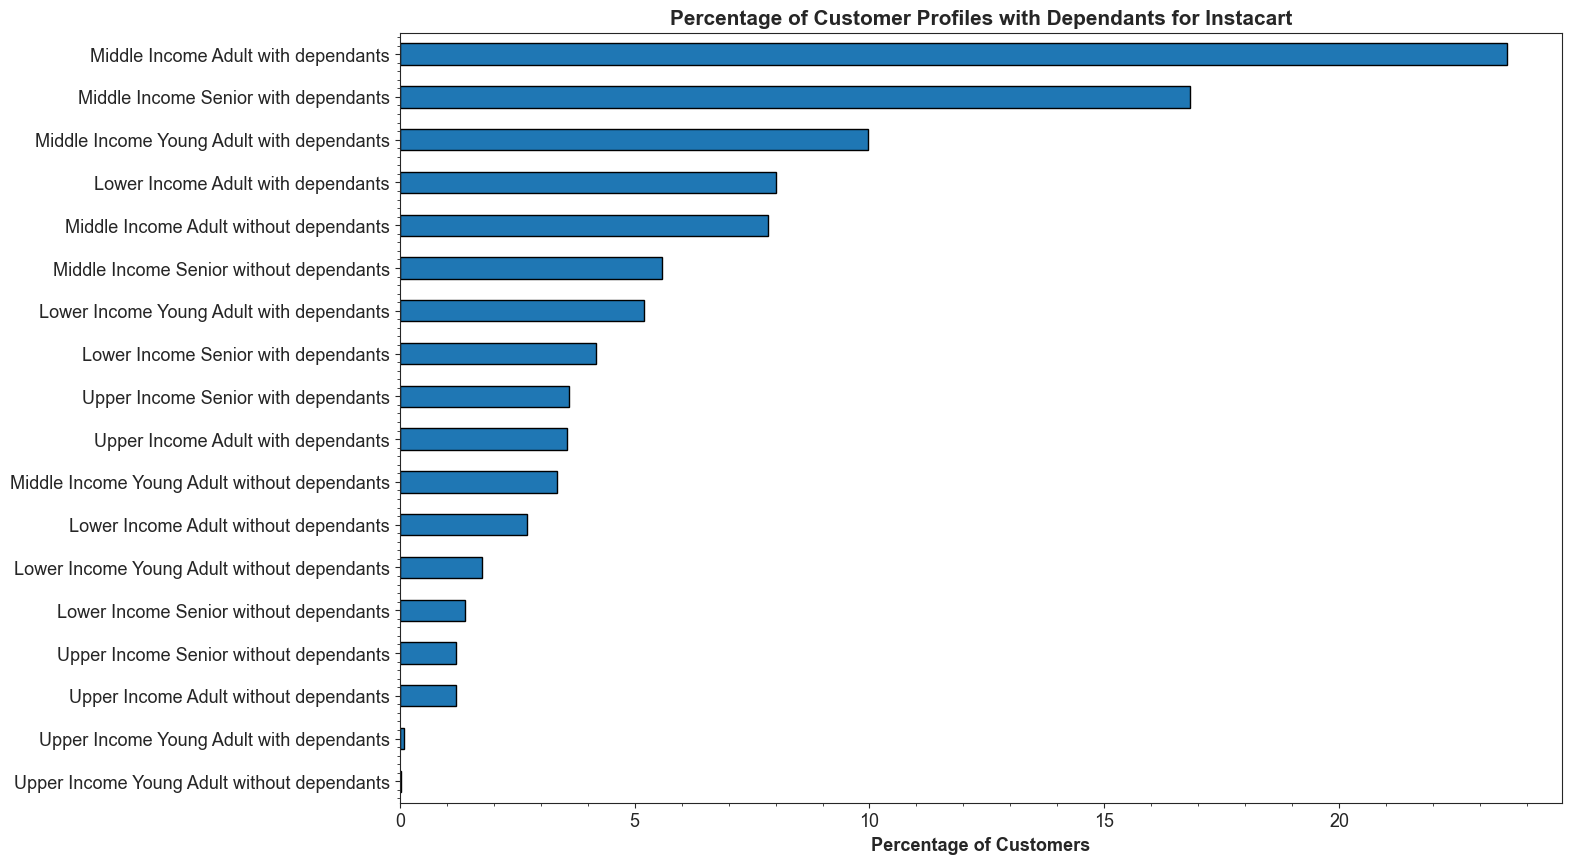 Percentage of Customer Profiles with Dependants for Instacart
Middle Income Adult with dependants
Middle Income Senior with dependants
Middle Income Young Adult with dependants
Lower Income Adult with dependants
Middle Income Adult without dependants
Middle Income Senior without dependants
Lower Income Young Adult with dependants
Lower Income Senior with dependants
Upper Income Senior with dependants
Upper Income Adult with dependants
Middle Income Young Adult without dependants
Lower Income Adult without dependants
Lower Income Young Adult without dependants
Lower Income Senior without dependants
Upper Income Senior without dependants
Upper Income Adult without dependants
Upper Income Young Adult with dependants
Upper Income Young Adult without dependants
0 5 10 15 20
Percentage of Customers